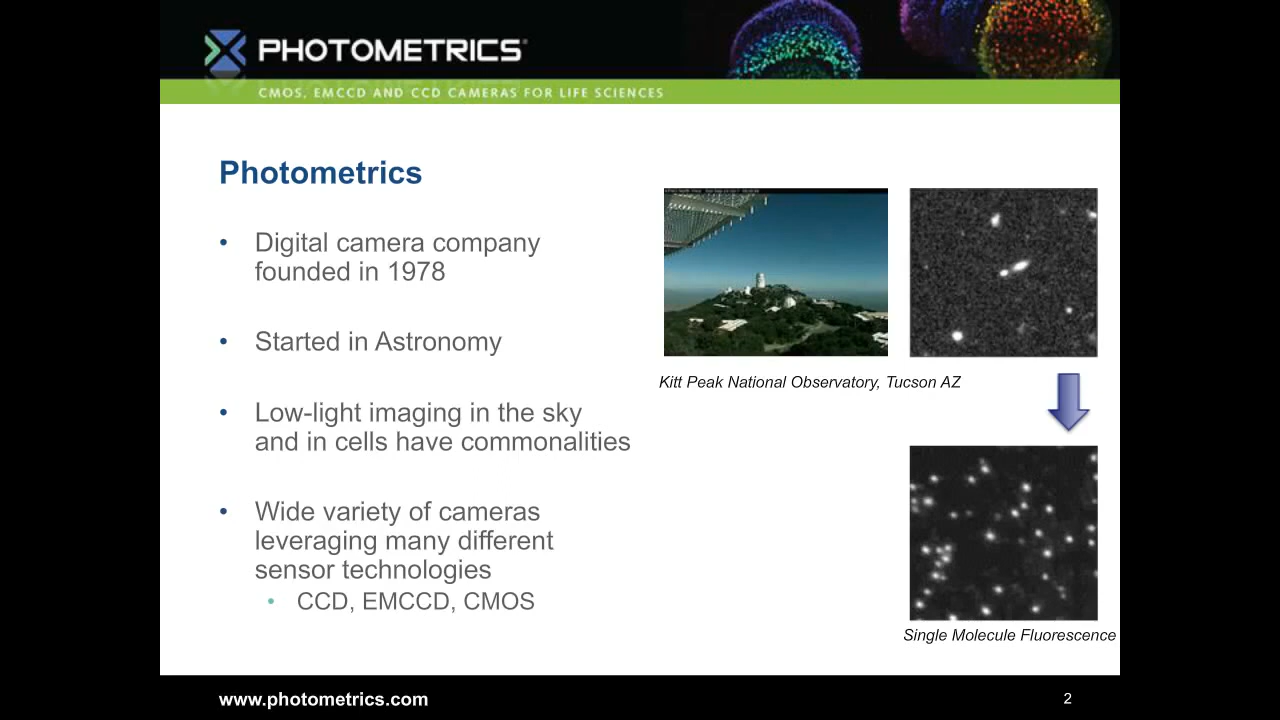 PHOTOMETRICS®
CMOS, EMCCD AND CCD CAMERAS FOR LIFE SCIENCES
Photometrics
• Digital camera company
founded in 1978
• Started in Astronomy
• Low-light imaging in the sky
and in cells have commonalities
• Wide variety of cameras
leveraging many different
sensor technologies
• CCD, EMCCD, CMOS
Kitt Peak National Observatory, Tucson AZ
Single Molecule Fluorescence
www.photometrics.com
2